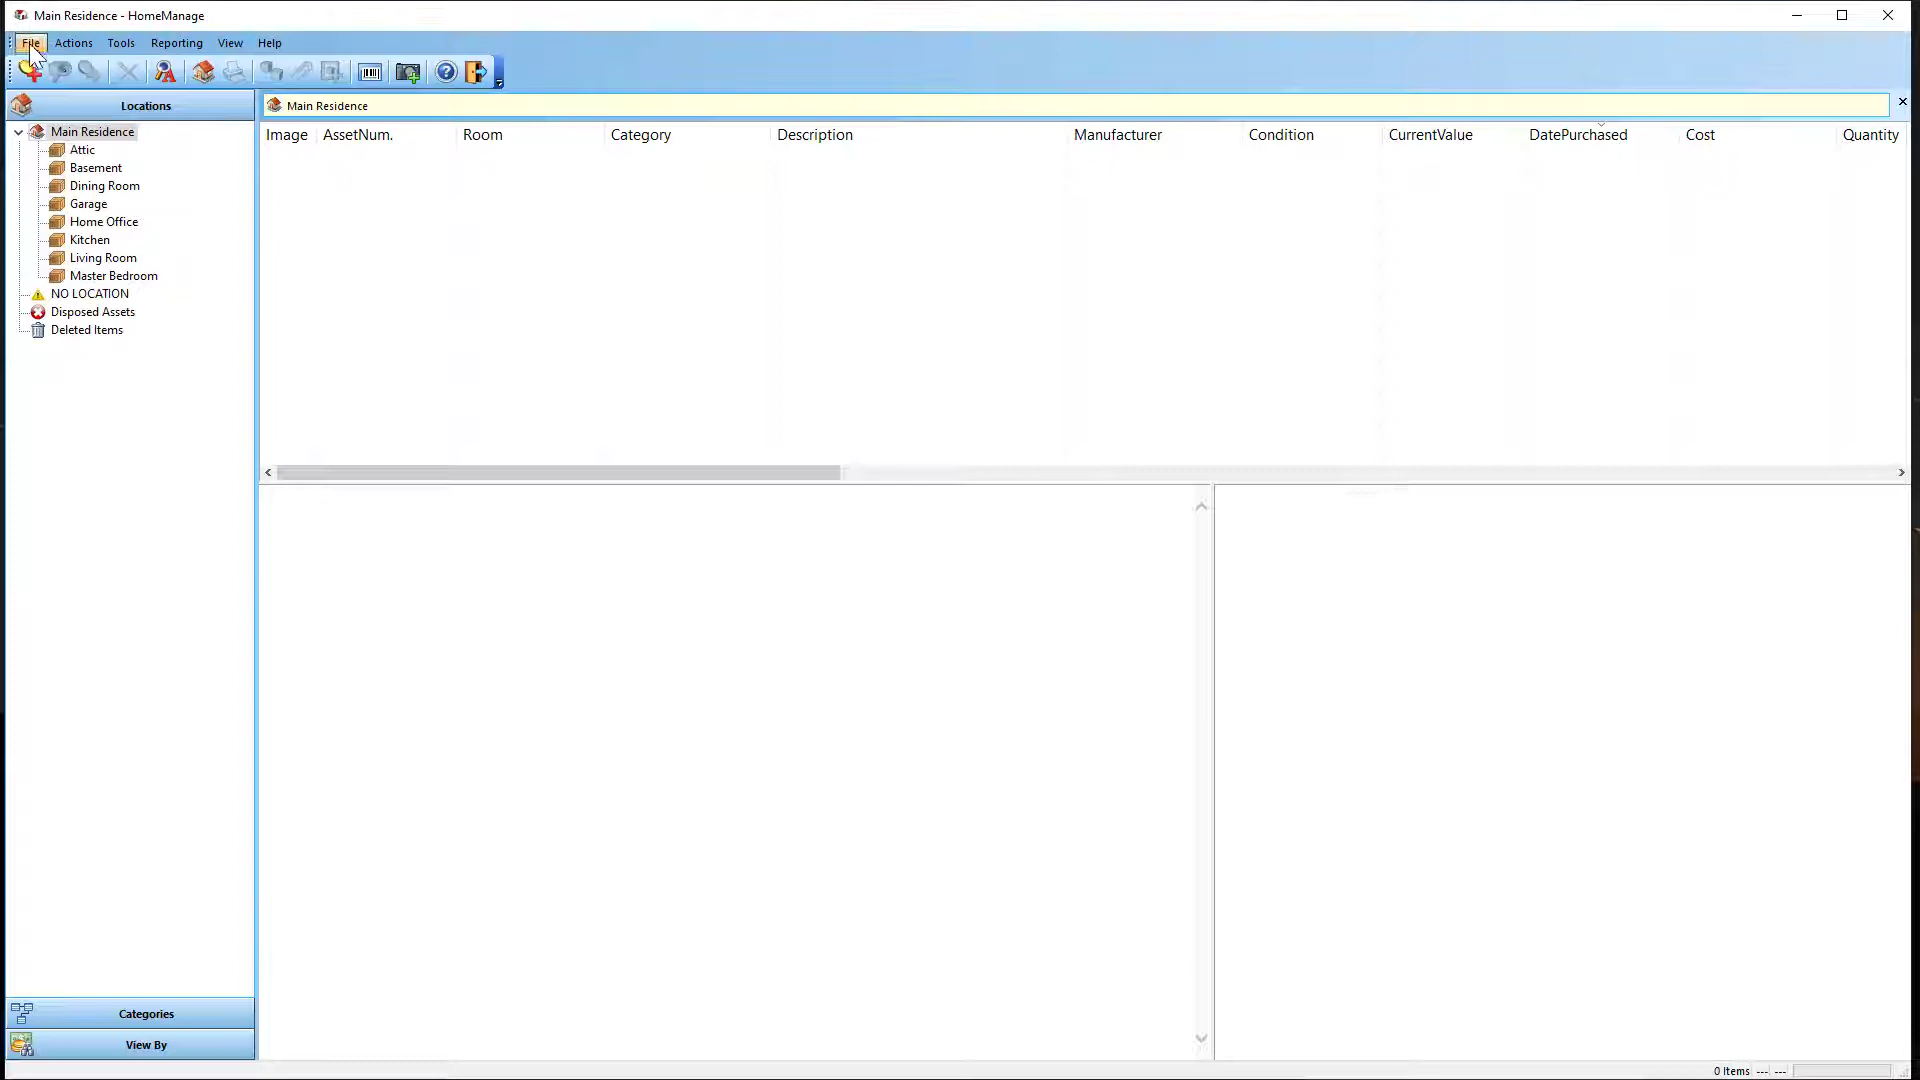 Main Residence - HomeManage
File Actions Tools Reporting View Help
Locations
Main Residence
Attic
Basement
Dining Room
Garage
Home Office
Kitchen
Living Room
Master Bedroom
NO LOCATION
Disposed Assets
Deleted Items
Main Residence
Image AssetNum. Room Category Description Manufacturer Condition CurrentValue DatePurchased Cost Quantity
Categories
View By
0 Items --- ---